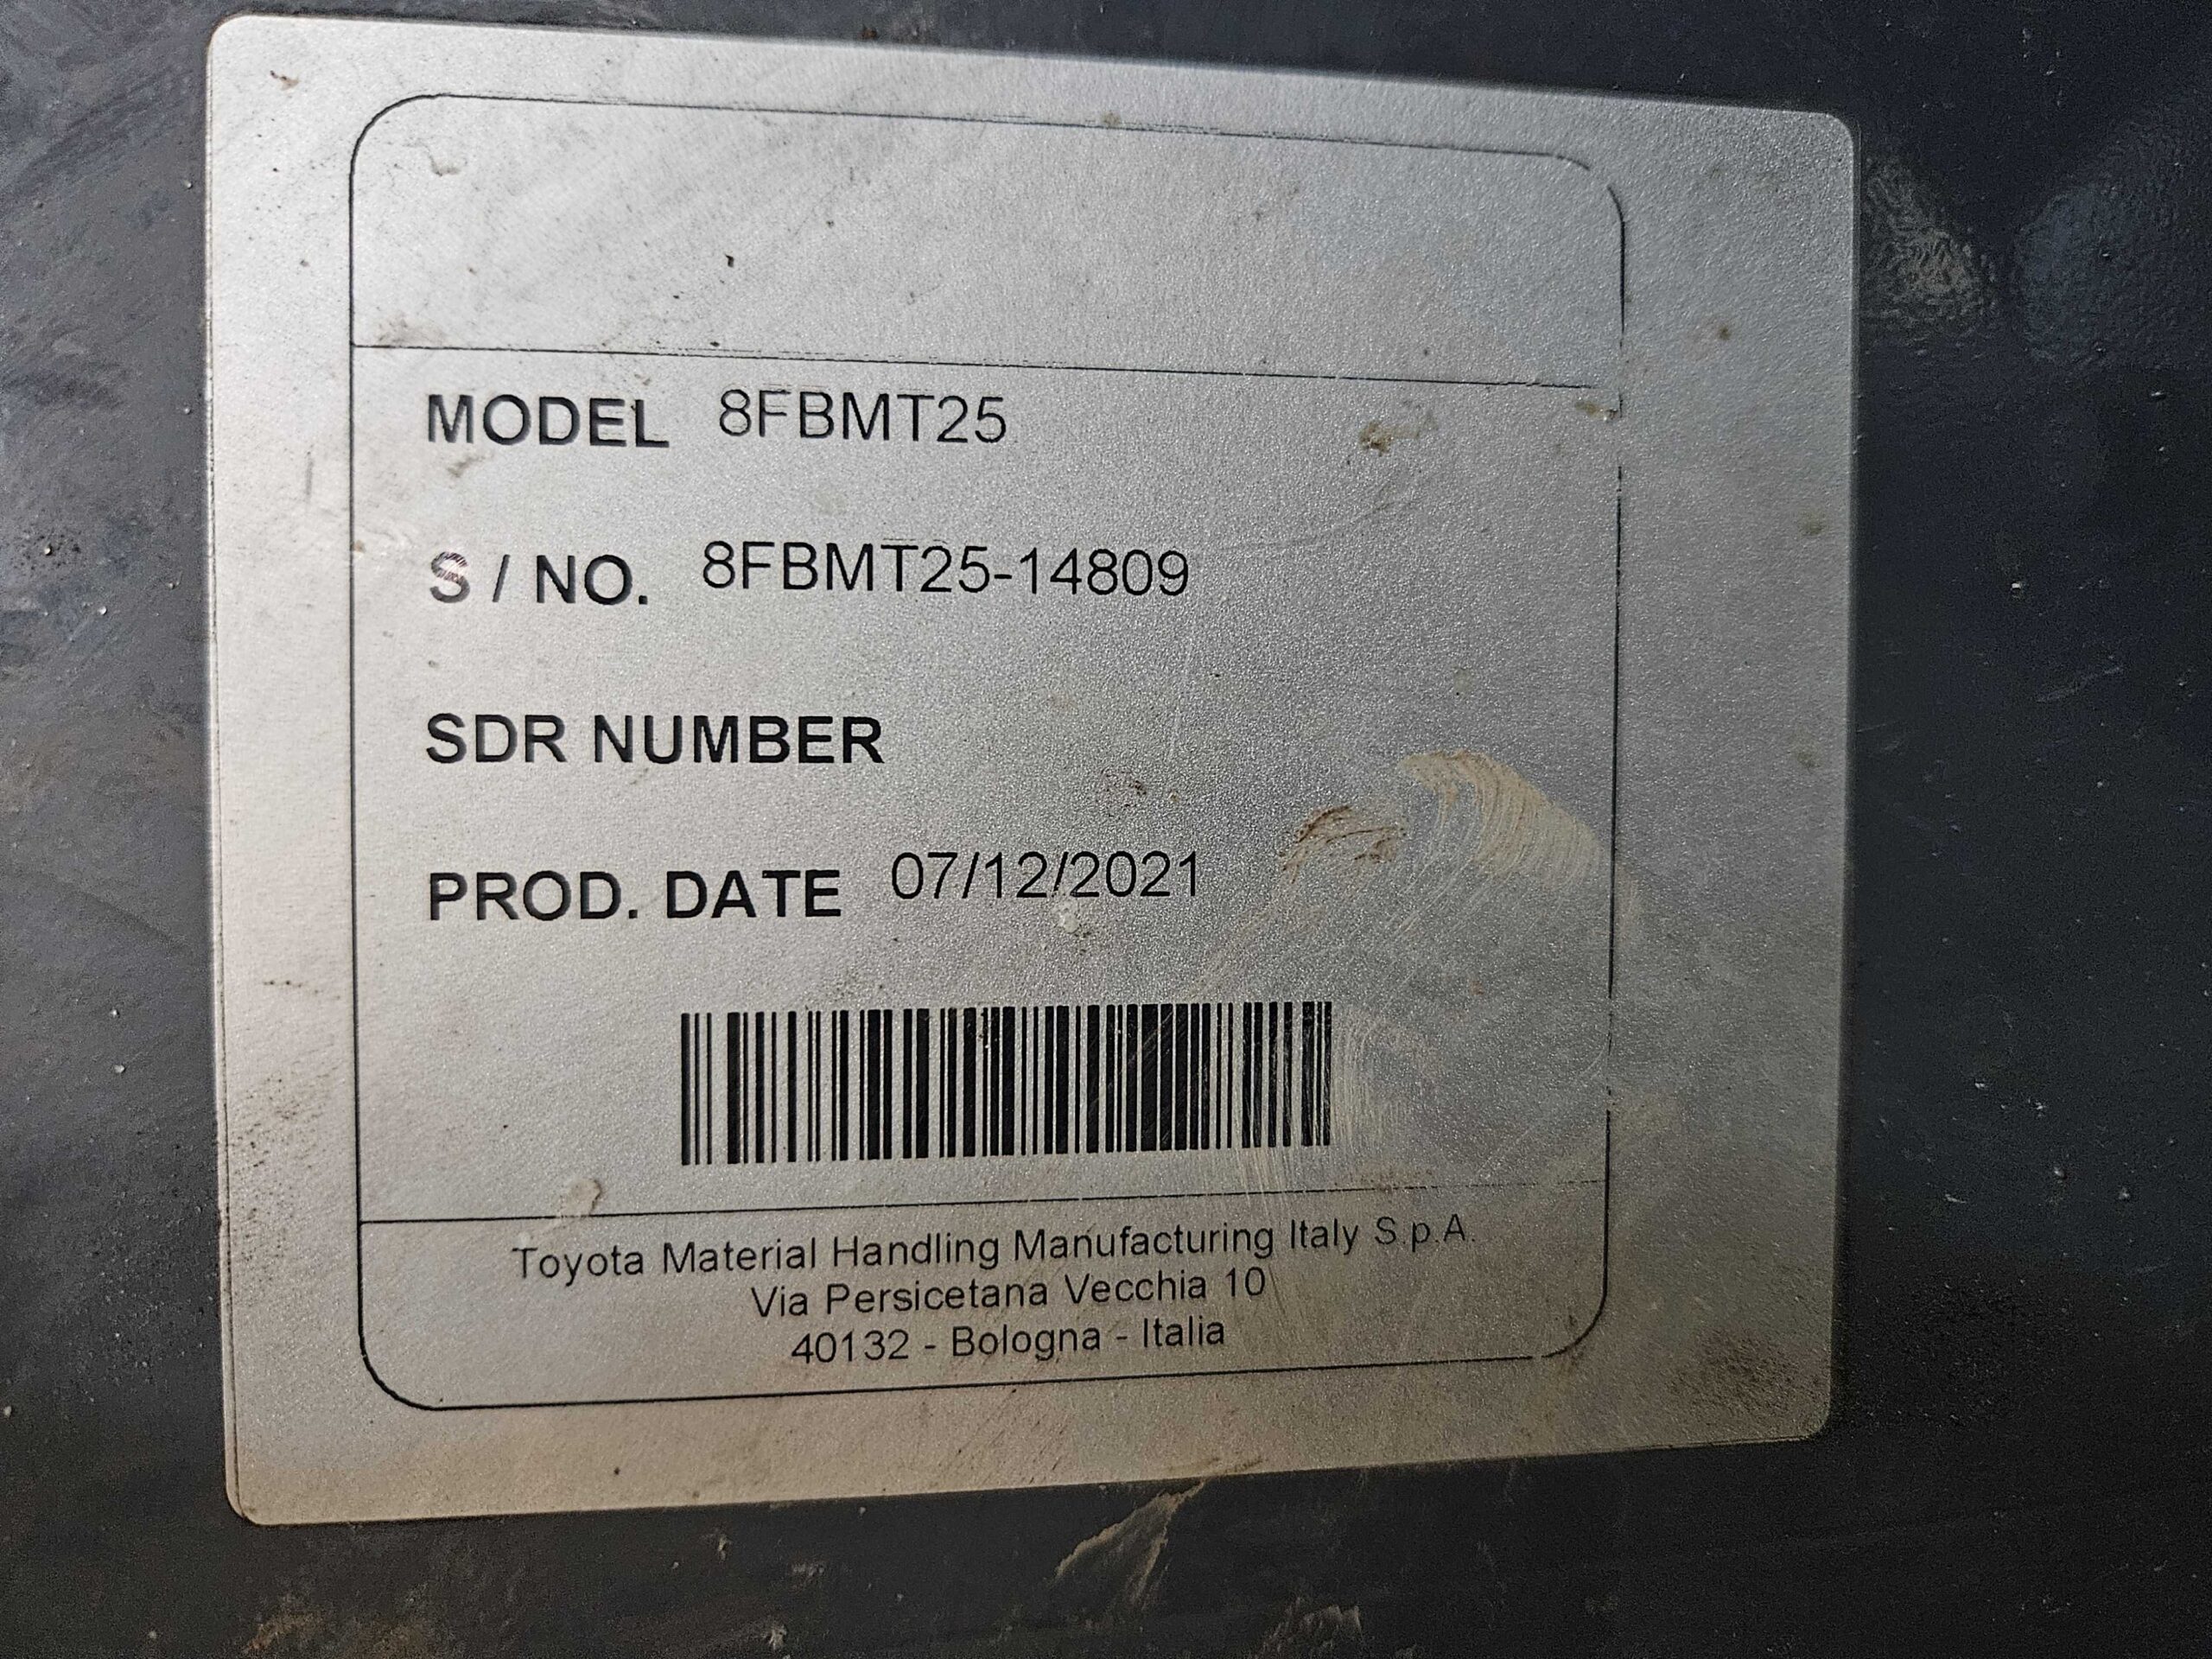 MODEL 8FBMT25
S / NO. 8FBMT25-14809
SDR NUMBER
PROD. DATE 07/12/2021
Toyota Material Handling Manufacturing Italy S.p.A.
Via Persicetana Vecchia 10
40132 - Bologna - Italia